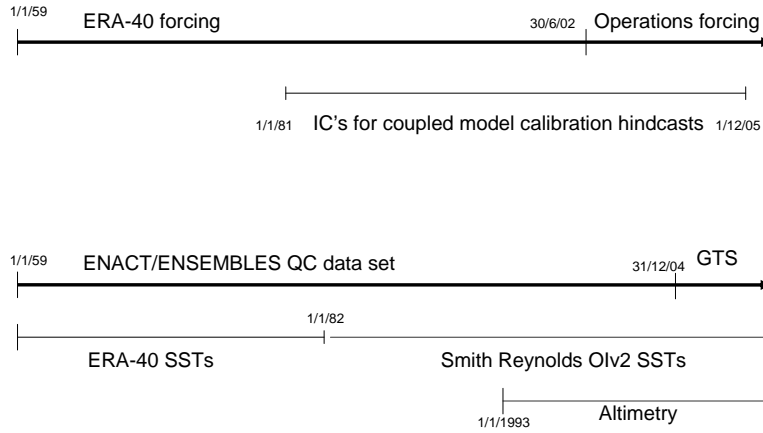 1/1/59
ERA-40 forcing
30/6/02
Operations forcing
1/1/81
IC's for coupled model calibration hindcasts
1/12/05
1/1/59
ENACT/ENSEMBLES QC data set
31/12/04
GTS
1/1/82
ERA-40 SSTs
Smith Reynolds OIv2 SSTs
1/1/1993
Altimetry